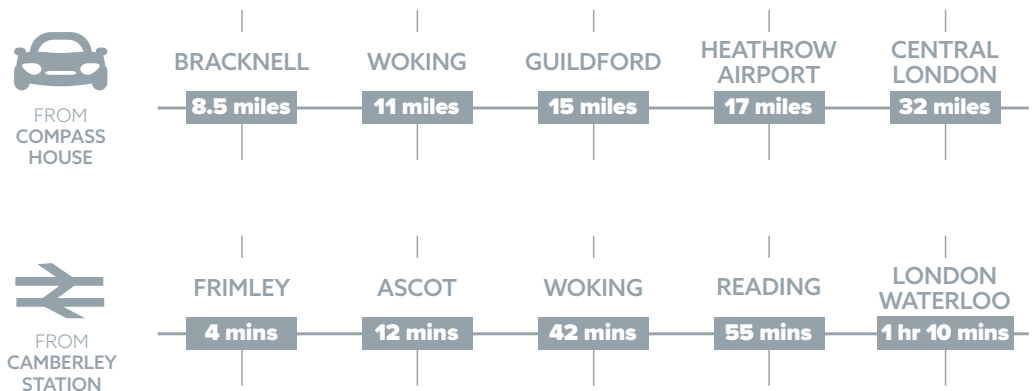 FROM
COMPASS
HOUSE
BRACKNELL
8.5 miles
WOKING
11 miles
GUILDFORD
15 miles
HEATHROW
AIRPORT
17 miles
CENTRAL
LONDON
32 miles
FROM
CAMBERLEY
STATION
FRIMLEY
4 mins
ASCOT
12 mins
WOKING
42 mins
READING
55 mins
LONDON
WATERLOO
1 hr 10 mins